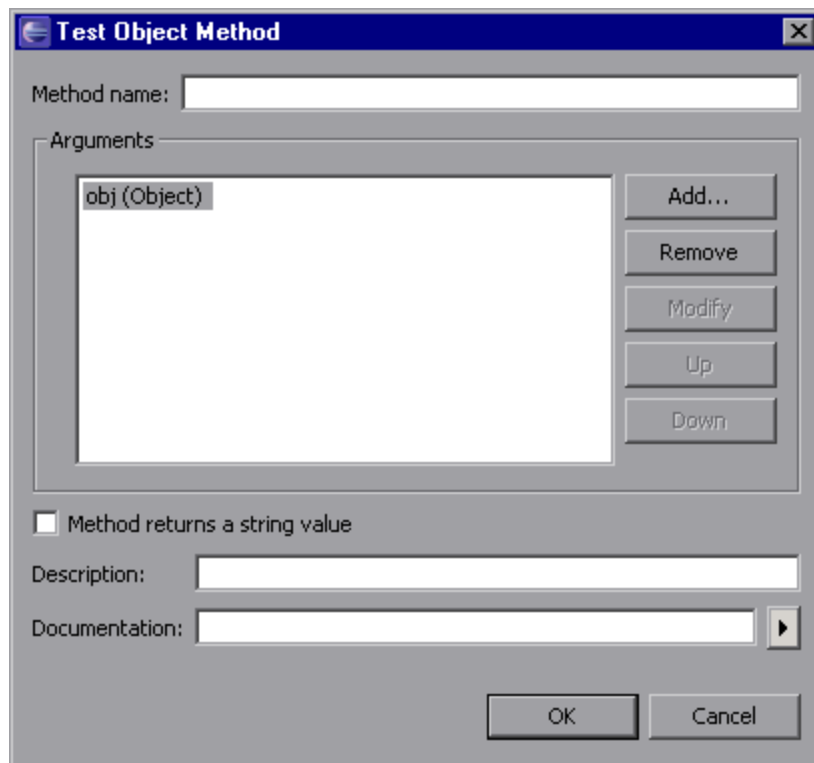 Test Object Method
Method name:
Arguments
obj (Object)
Add...
Remove
Modify
Up
Down
Method returns a string value
Description:
Documentation:
OK
Cancel